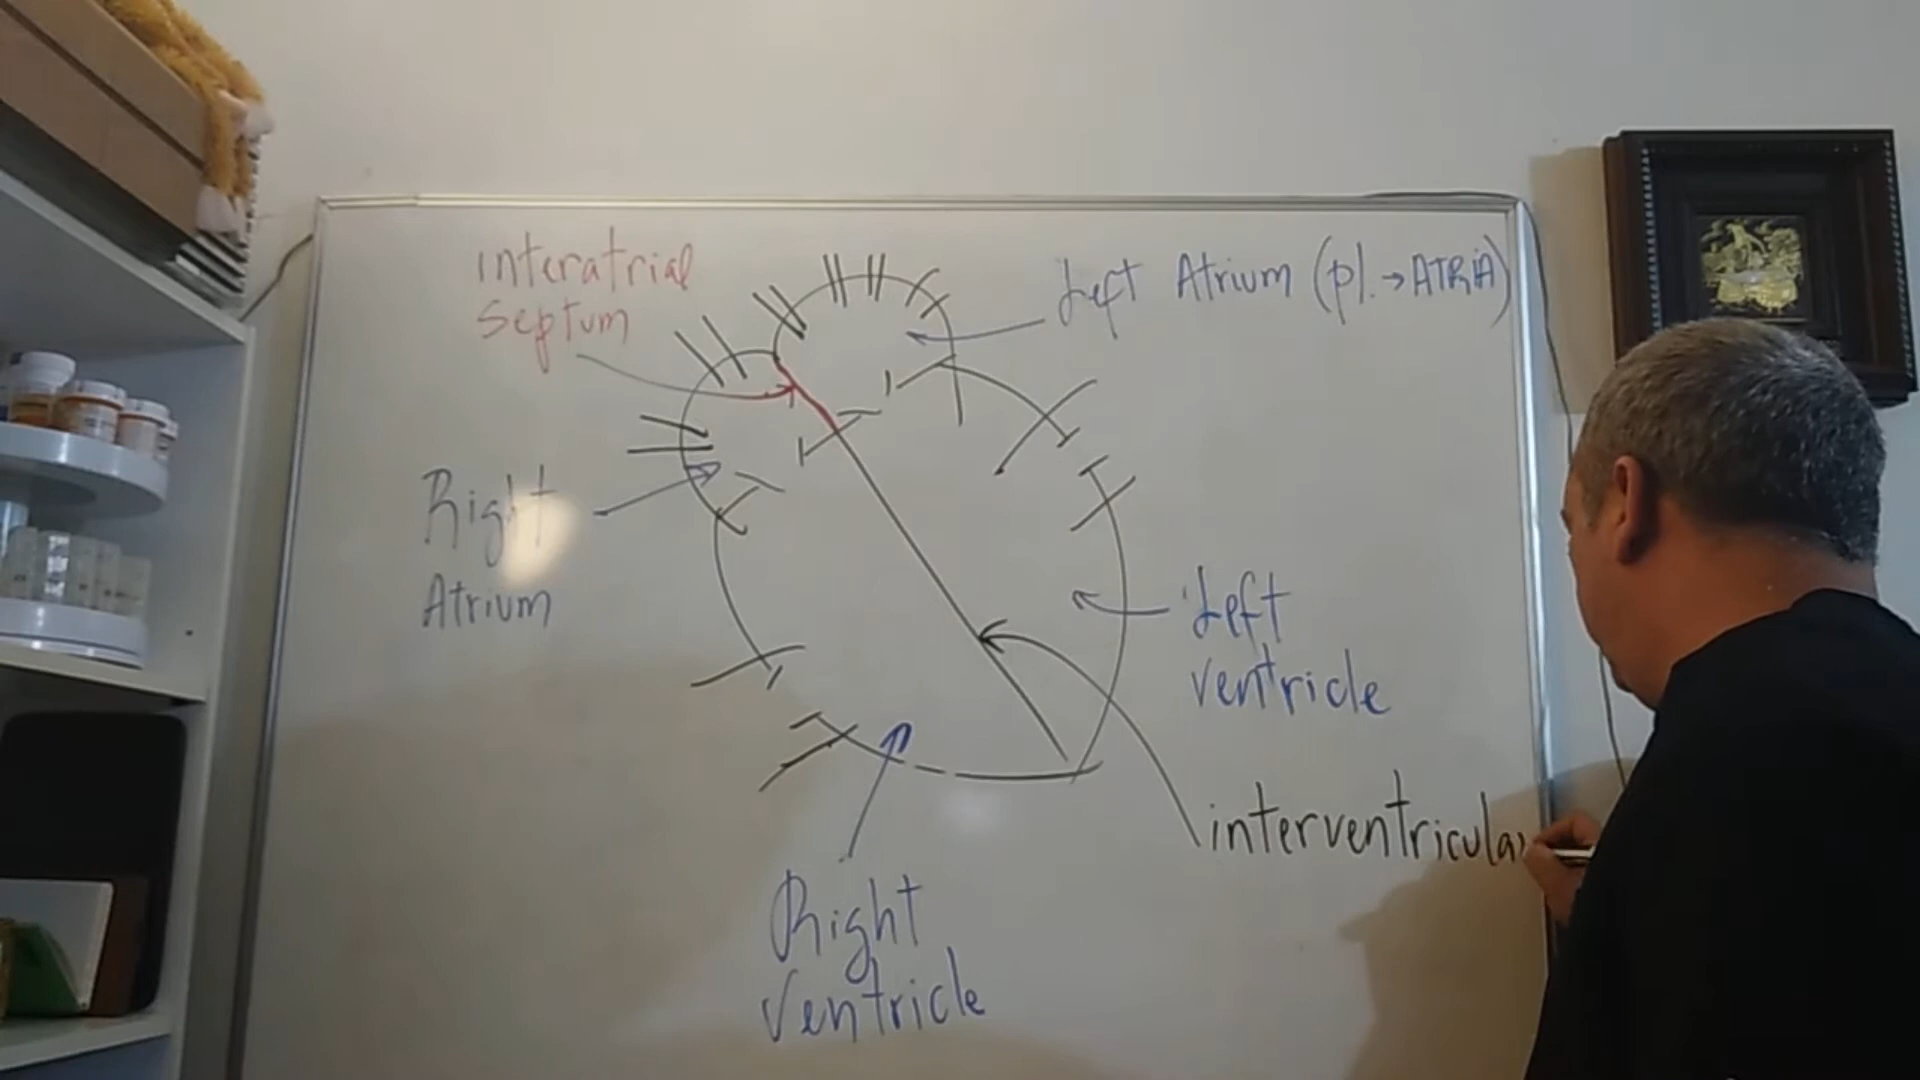 interatrial
septum
Left Atrium (pl. → ATRIA)
Right
Atrium
Left
ventricle
interventricular
Right
Ventricle